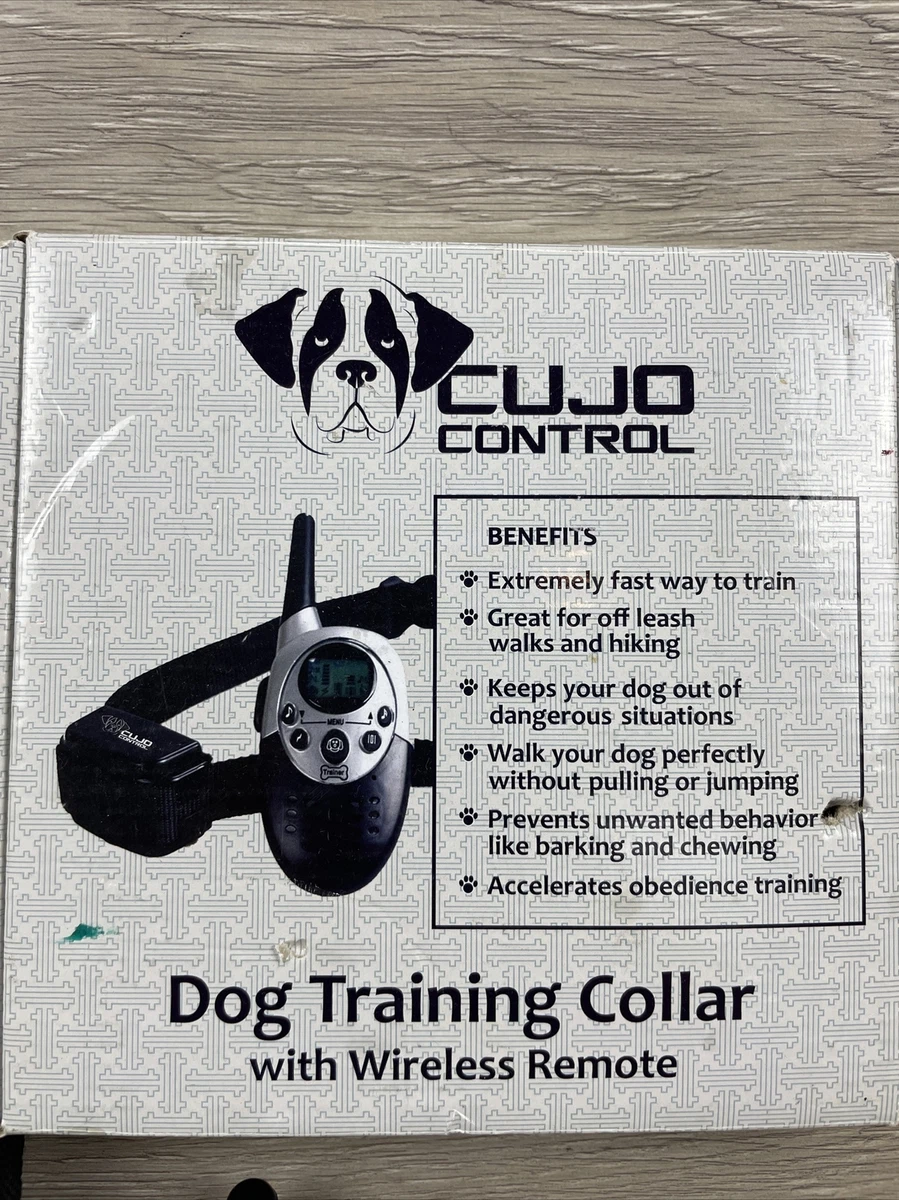 CUJO
CONTROL
BENEFITS
Extremely fast way to train
Great for off leash
walks and hiking
Keeps your dog out of
dangerous situations
Walk your dog perfectly
without pulling or jumping
Prevents unwanted behavior
like barking and chewing
Accelerates obedience training
MENU
Trainer
CUJO
CONTROL
Dog Training Collar
with Wireless Remote